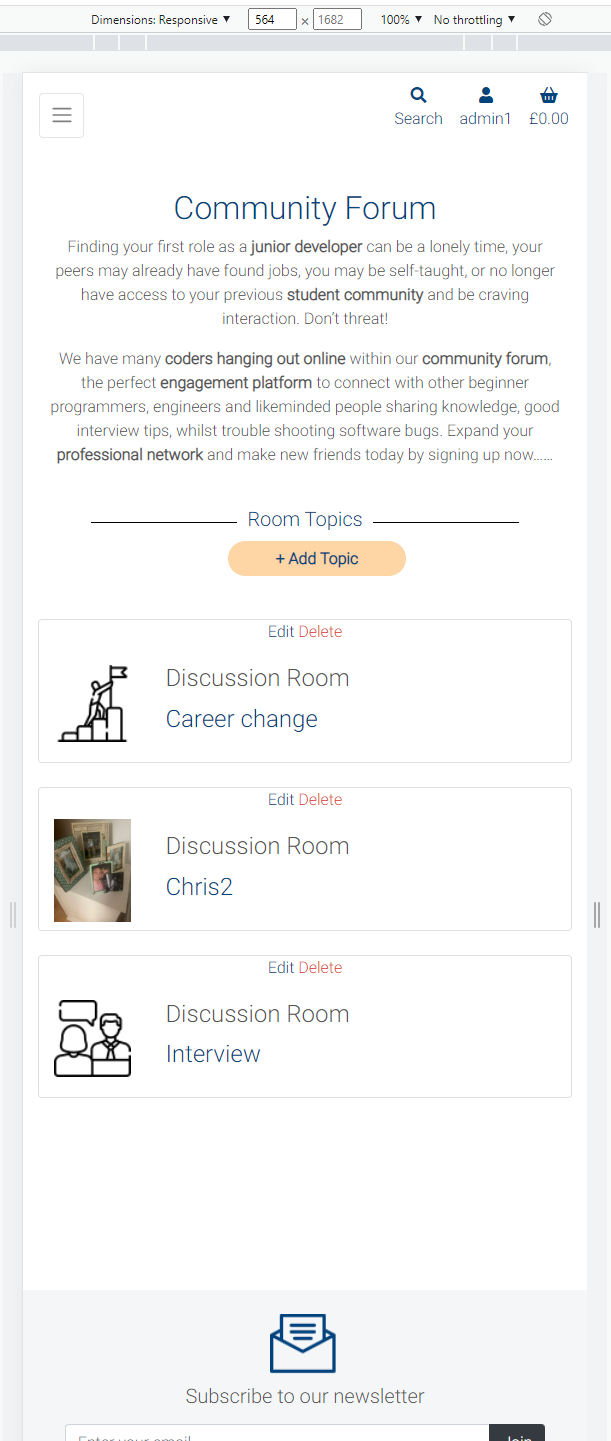 Dimensions: Responsive ▼ 564 × 1682 100% ▼ No throttling ▼
Search admin1 £0.00
Community Forum
Finding your first role as a junior developer can be a lonely time, your
peers may already have found jobs, you may be self-taught, or no longer
have access to your previous student community and be craving
interaction. Don't threat!
We have many coders hanging out online within our community forum,
the perfect engagement platform to connect with other beginner
programmers, engineers and likeminded people sharing knowledge, good
interview tips, whilst trouble shooting software bugs. Expand your
professional network and make new friends today by signing up now......
Room Topics
+ Add Topic
Edit Delete
Discussion Room
Career change
Edit Delete
Discussion Room
Chris2
Edit Delete
Discussion Room
Interview
Subscribe to our newsletter
Enter your email
Join